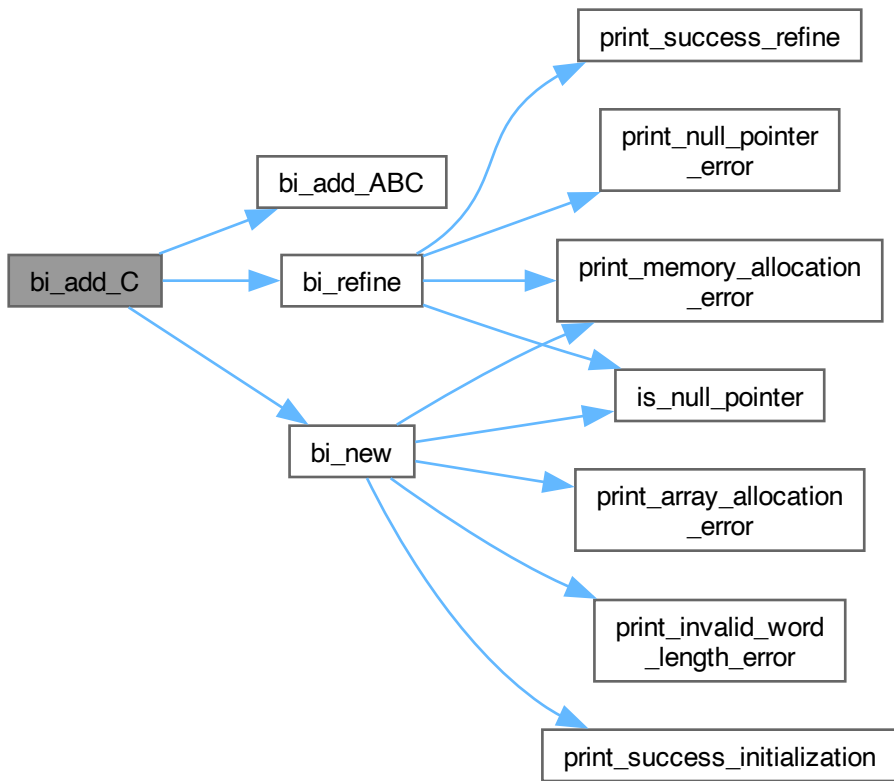 print_success_refine
print_null_pointer
_error
bi_add_ABC
bi_add_C
bi_refine
print_memory_allocation
_error
is_null_pointer
bi_new
print_array_allocation
_error
print_invalid_word
_length_error
print_success_initialization